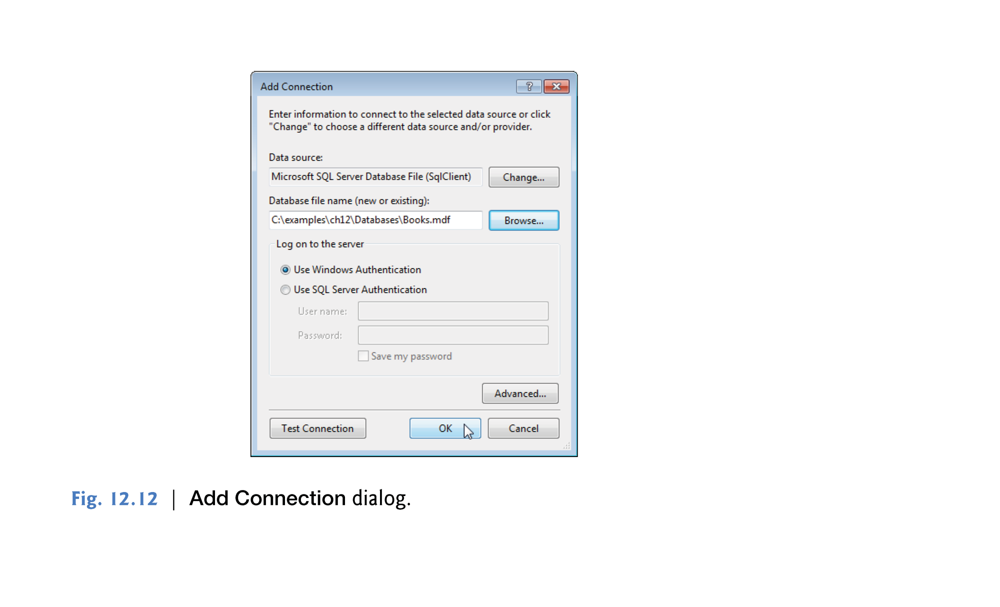 Add Connection
Enter information to connect to the selected data source or click
"Change" to choose a different data source and/or provider.
Data source:
Microsoft SQL Server Database File (SqlClient)
Change...
Database file name (new or existing):
C:\examples\ch12\Databases\Books.mdf
Browse...
Log on to the server
Use Windows Authentication
Use SQL Server Authentication
User name:
Password:
Save my password
Advanced...
Test Connection
OK
Cancel
Fig. 12.12 | Add Connection dialog.